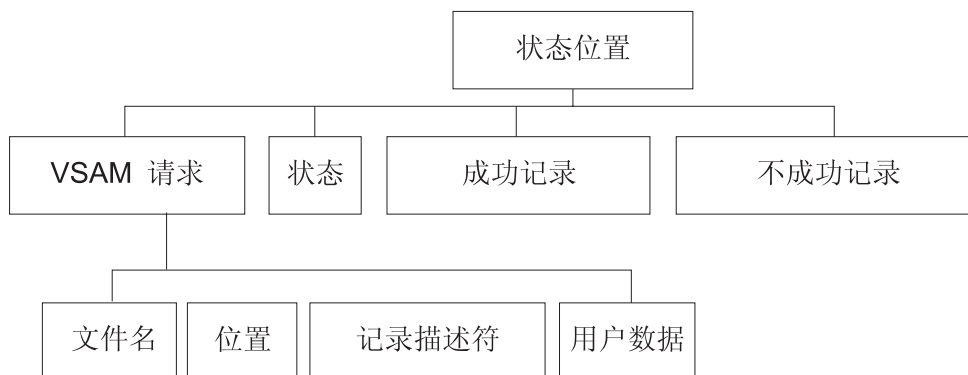 状态位置
VSAM 请求
状态
成功记录
不成功记录
文件名
位置
记录描述符
用户数据